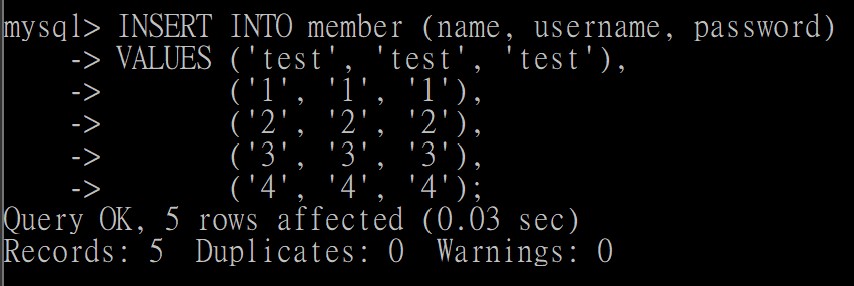 mysql> INSERT INTO member (name, username, password)
    -> VALUES ('test', 'test', 'test'),
    ->        ('1', '1', '1'),
    ->        ('2', '2', '2'),
    ->        ('3', '3', '3'),
    ->        ('4', '4', '4');
Query OK, 5 rows affected (0.03 sec)
Records: 5  Duplicates: 0  Warnings: 0